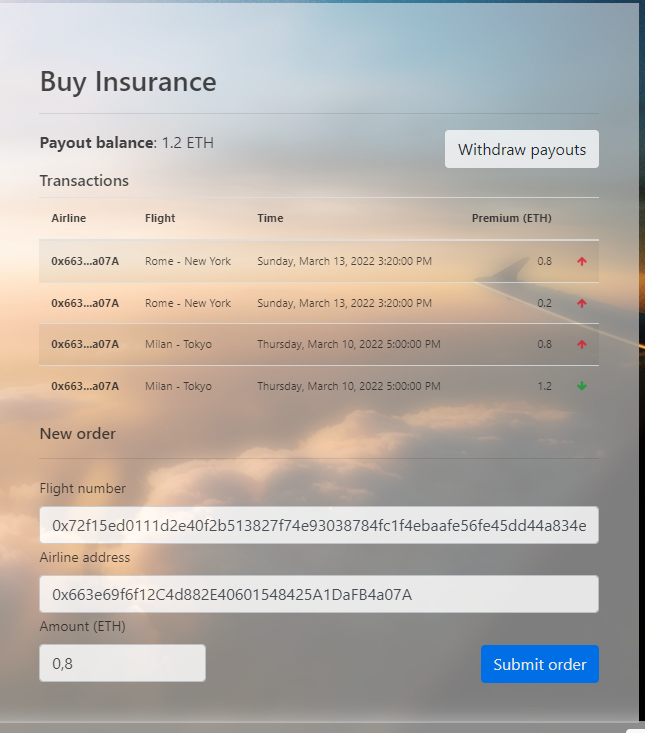 Buy Insurance
Payout balance: 1.2 ETH
Withdraw payouts
Transactions
Airline Flight Time Premium (ETH)
0x663...a07A Rome - New York Sunday, March 13, 2022 3:20:00 PM 0.8
0x663...a07A Rome - New York Sunday, March 13, 2022 3:20:00 PM 0.2
0x663...a07A Milan - Tokyo Thursday, March 10, 2022 5:00:00 PM 0.8
0x663...a07A Milan - Tokyo Thursday, March 10, 2022 5:00:00 PM 1.2
New order
Flight number
0x72f15ed0111d2e40f2b513827f74e93038784fc1f4ebaafe56fe45dd44a834e
Airline address
0x663e69f6f12C4d882E40601548425A1DaFB4a07A
Amount (ETH)
0,8
Submit order